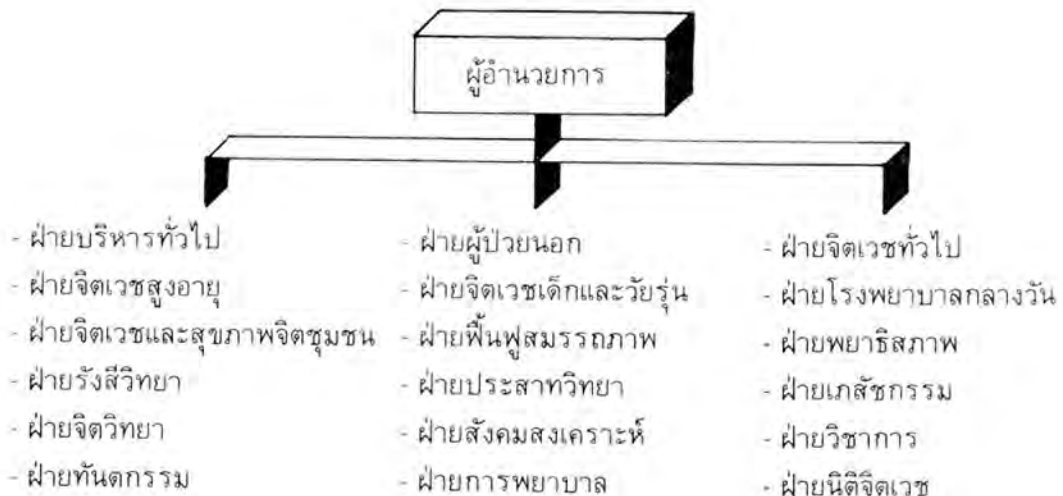 ผู้อำนวยการ
- ฝ่ายบริหารทั่วไป
- ฝ่ายจิตเวชสูงอายุ
- ฝ่ายจิตเวชและสุขภาพจิตชุมชน
- ฝ่ายรังสีวิทยา
- ฝ่ายจิตวิทยา
- ฝ่ายทันตกรรม
- ฝ่ายผู้ป่วยนอก
- ฝ่ายจิตเวชเด็กและวัยรุ่น
- ฝ่ายฟื้นฟูสมรรถภาพ
- ฝ่ายประสาทวิทยา
- ฝ่ายสังคมสงเคราะห์
- ฝ่ายการพยาบาล
- ฝ่ายจิตเวชทั่วไป
- ฝ่ายโรงพยาบาลกลางวัน
- ฝ่ายพยาธิสภาพ
- ฝ่ายเภสัชกรรม
- ฝ่ายวิชาการ
- ฝ่ายนิติจิตเวช